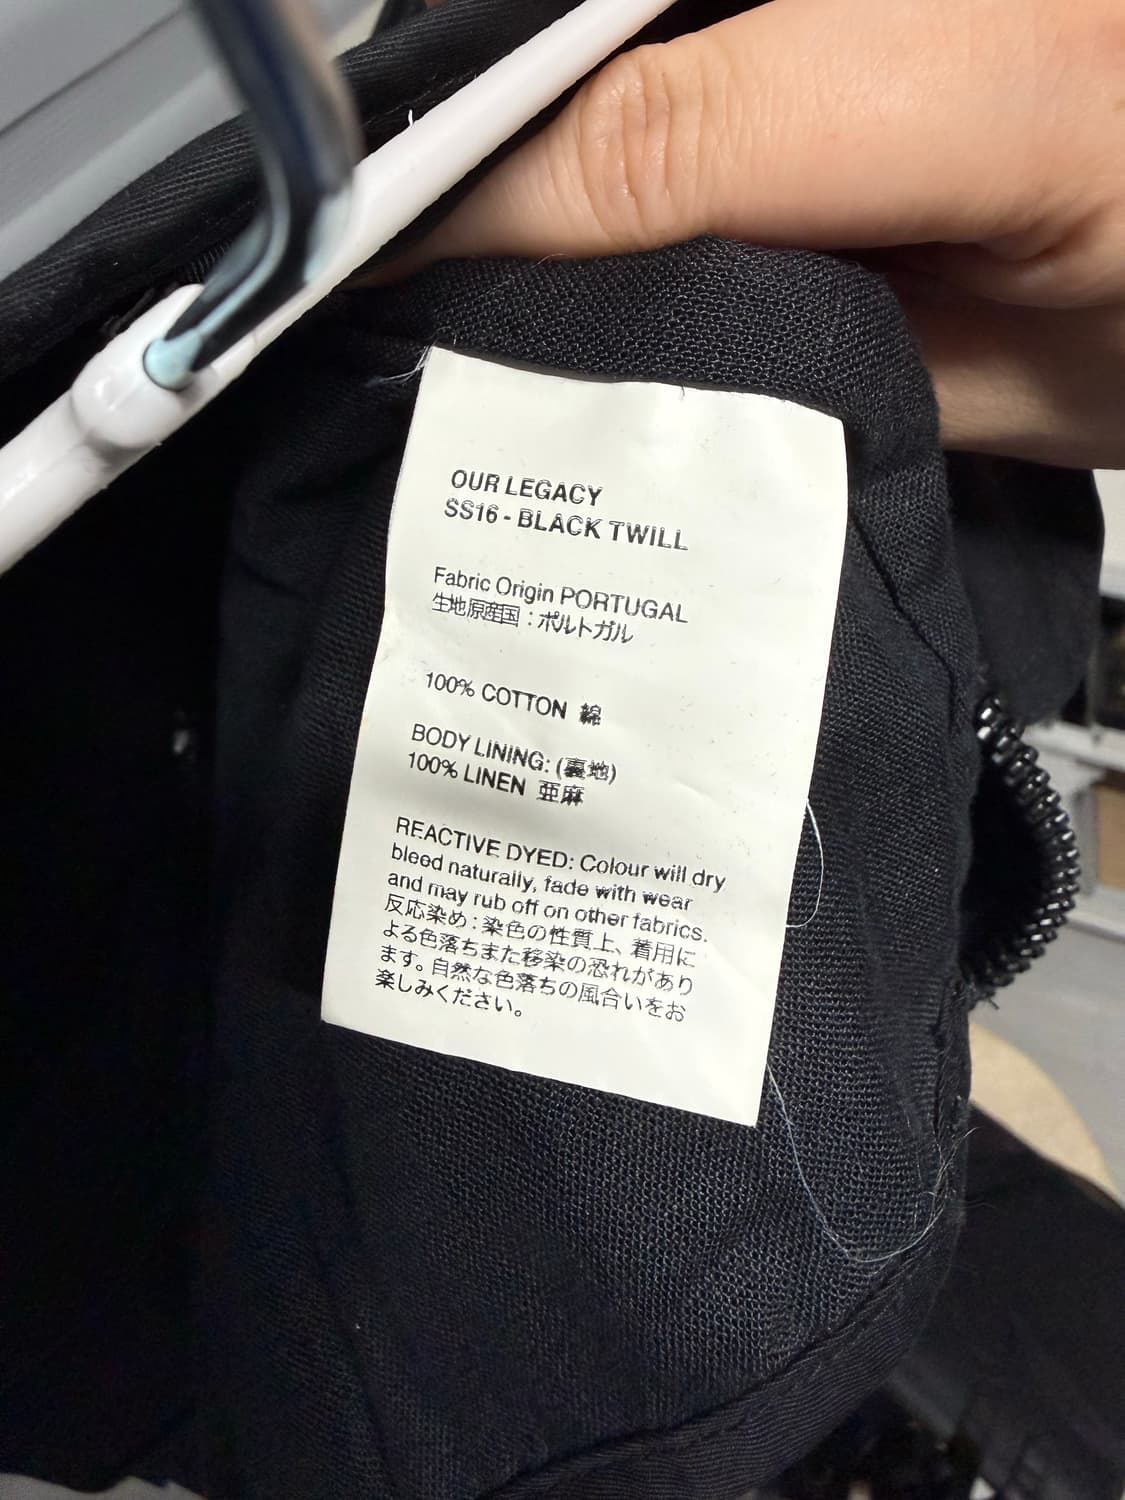 OUR LEGACY
SS16 - BLACK TWILL
Fabric Origin PORTUGAL
生地原産国：ポルトガル
100% COTTON 綿
BODY LINING: (裏地)
100% LINEN 亜麻
REACTIVE DYED: Colour will dry
bleed naturally, fade with wear
and may rub off on other fabrics.
反応染め：染色の性質上、着用に
よる色落ちまた移染の恐れがあり
ます。自然な色落ちの風合いをお
楽しみください。